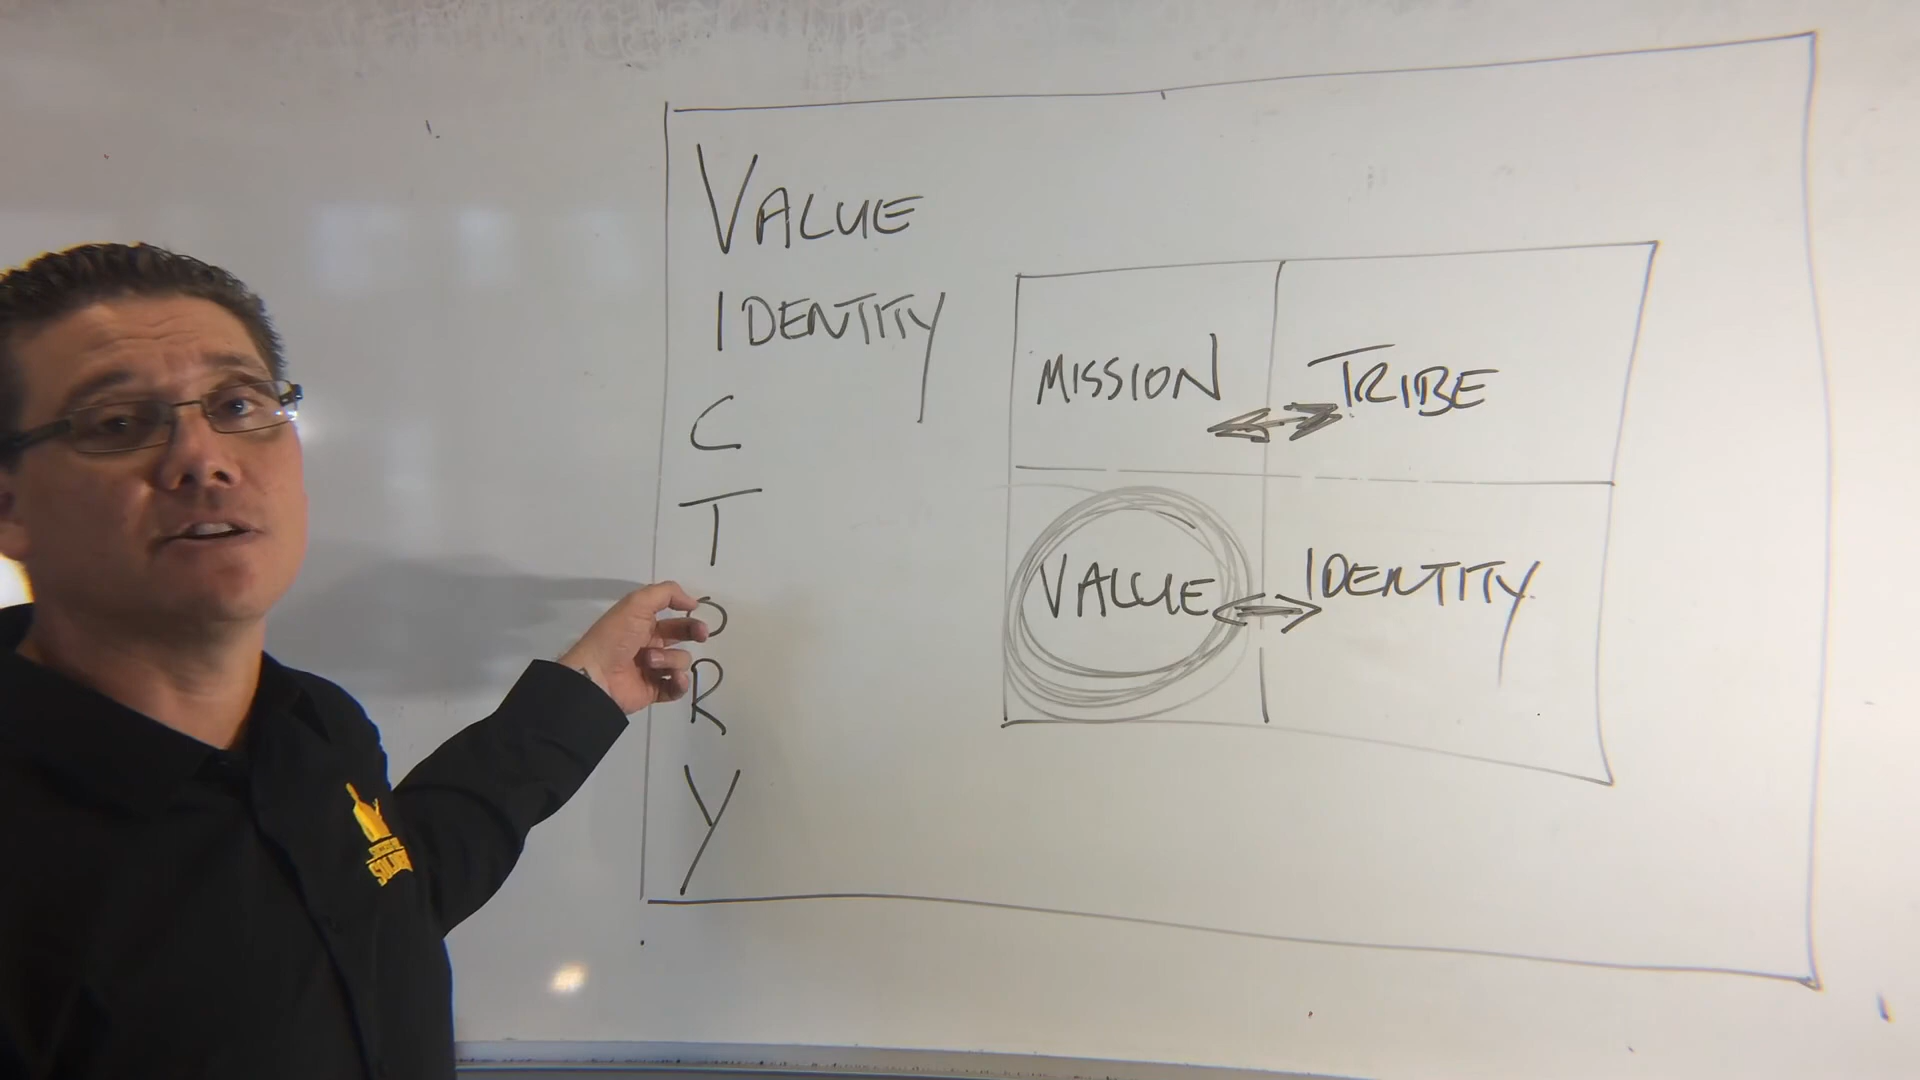 VALUE
IDENTITY
C
T
O
R
Y
MISSION
TRIBE
VALUE
IDENTITY